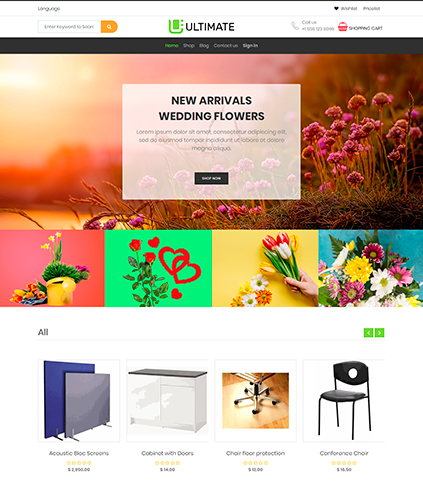 Language
Wishlist Pricelist
Enter Keyword to Search
ULTIMATE
Call us
+1 555 123 8069
SHOPPING CART
Home Shop Blog Contact us Sign in
NEW ARRIVALS
WEDDING FLOWERS
Lorem ipsum dolor sit amet, consectetur adipiscing elit,
sed do eiusmod tempor incididunt ut labore et dolore
magna aliqua.
SHOP NOW
All
Acoustic Bloc Screens
$ 2,950.00
Cabinet with Doors
$ 14.00
Chair floor protection
$ 12.00
Conference Chair
$ 16.50